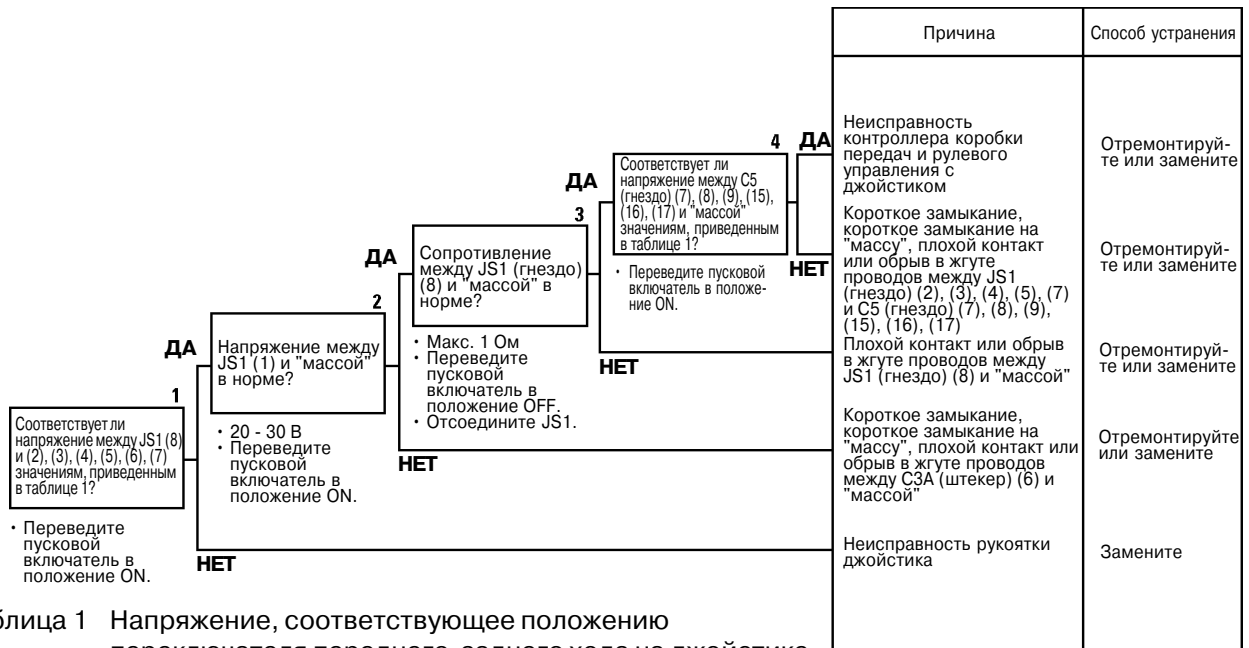 Причина
Способ устранения
4
ДА
Соответствует ли
напряжение между С5
(гнездо) (7), (8), (9), (15),
(16), (17) и "массой"
значениям, приведенным
в таблице 1?
· Переведите пусковой
включатель в положе-
ние ON.
НЕТ
Неисправность
контроллера коробки
передач и рулевого
управления с
джойстиком
Отремонтируй-
те или замените
Короткое замыкание,
короткое замыкание на
"массу", плохой контакт
или обрыв в жгуте
проводов между JS1
(гнездо) (2), (3), (4), (5), (7)
и С5 (гнездо) (7), (8), (9),
(15), (16), (17)
Отремонтируй-
те или замените
ДА
3
Сопротивление
между JS1 (гнездо)
(8) и "массой" в
норме?
· Макс. 1 Ом
· Переведите
пусковой
включатель в
положение OFF.
· Отсоедините JS1.
НЕТ
Плохой контакт или обрыв
в жгуте проводов между
JS1 (гнездо) (8) и "массой"
Отремонтируй-
те или замените
ДА
2
Напряжение между
JS1 (1) и "массой"
в норме?
· 20 - 30 В
· Переведите
пусковой
включатель в
положение ON.
НЕТ
Короткое замыкание,
короткое замыкание на
"массу", плохой контакт или
обрыв в жгуте проводов
между С3А (штекер) (6) и
"массой"
Отремонтируйте
или замените
ДА
1
Соответствует ли
напряжение между JS1 (8)
и (2), (3), (4), (5), (6), (7)
значениям, приведенным
в таблице 1?
· Переведите
пусковой
включатель в
положение ON.
НЕТ
Неисправность рукоятки
джойстика
Замените
блица 1 Напряжение, соответствующее положению